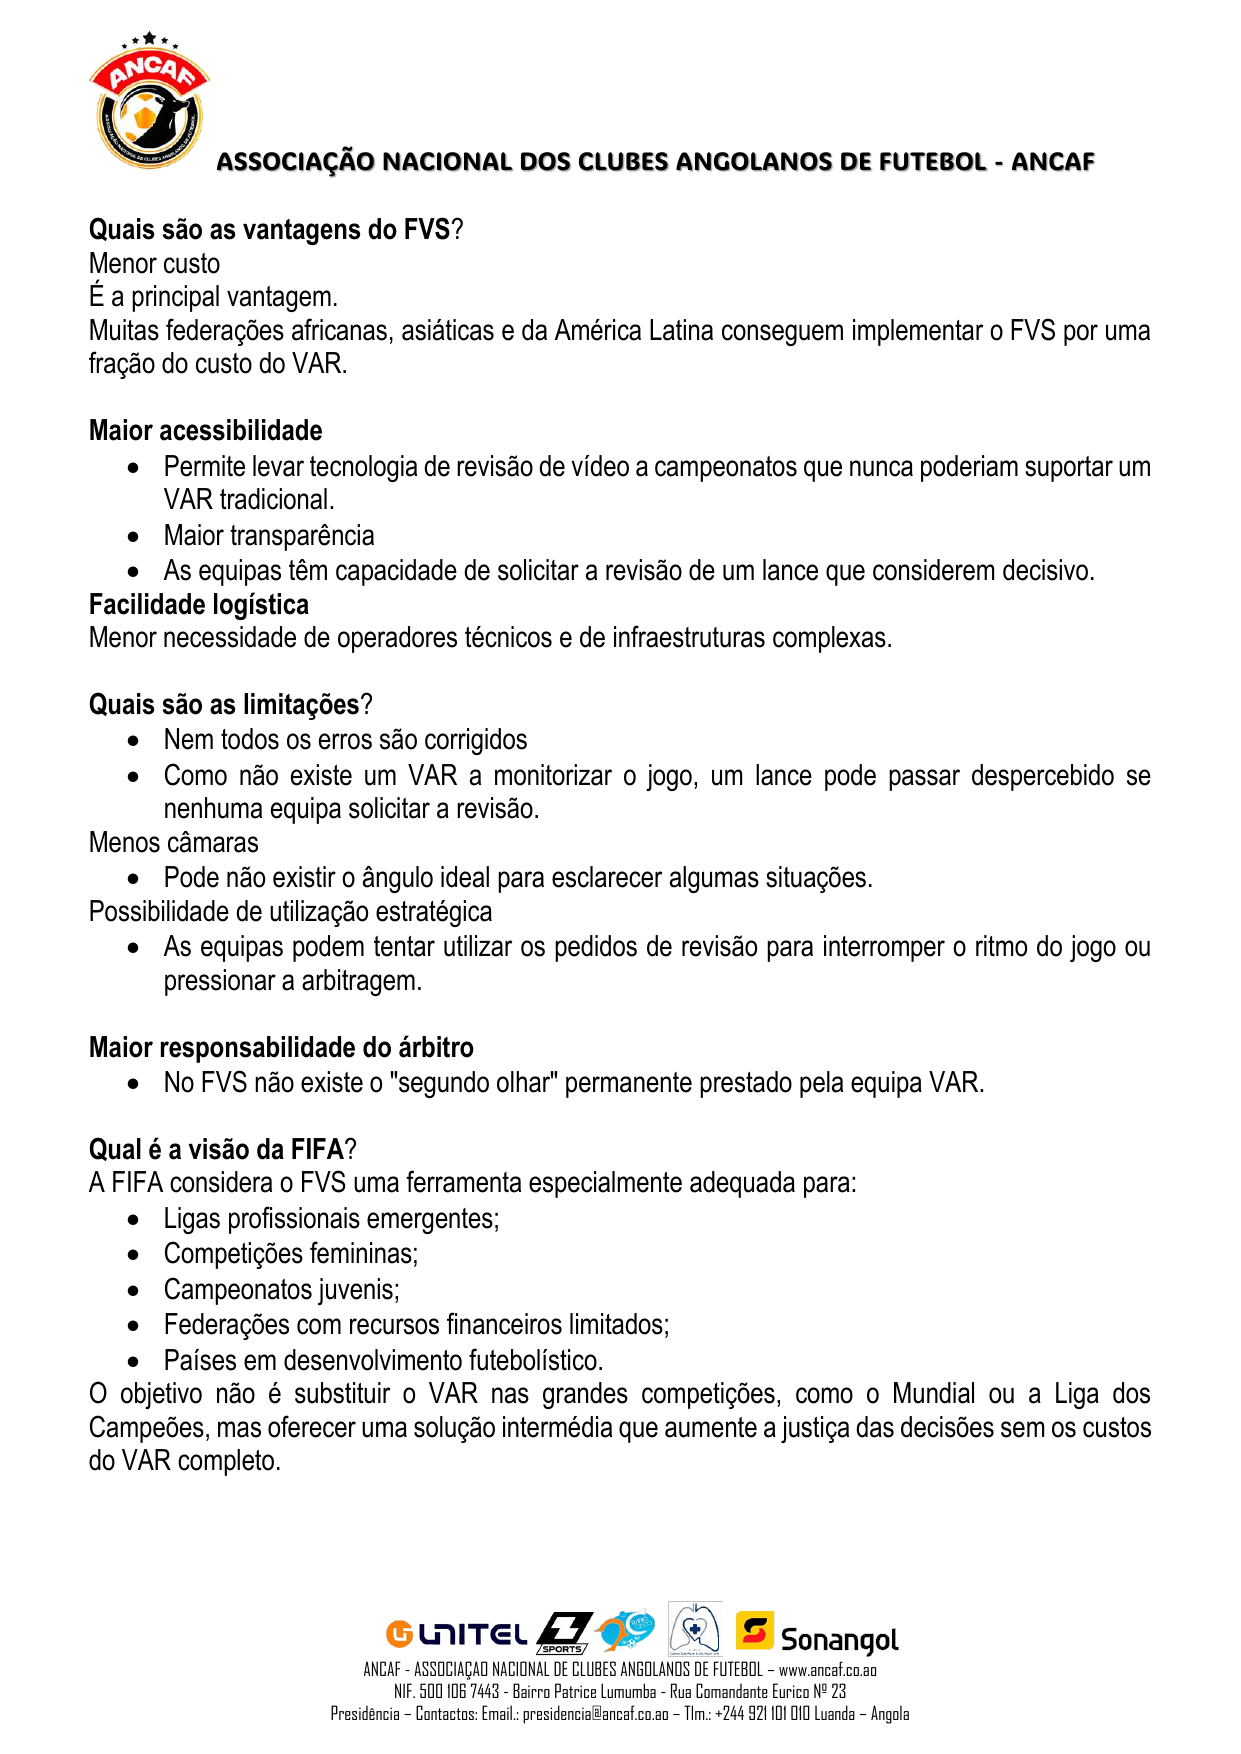 ANCAF
ASSOCIAÇÃO NACIONAL DOS CLUBES ANGOLANOS DE FUTEBOL - ANCAF
Quais são as vantagens do FVS?
Menor custo
É a principal vantagem.
Muitas federações africanas, asiáticas e da América Latina conseguem implementar o FVS por uma
fração do custo do VAR.
Maior acessibilidade
• Permite levar tecnologia de revisão de vídeo a campeonatos que nunca poderiam suportar um
VAR tradicional.
• Maior transparência
• As equipas têm capacidade de solicitar a revisão de um lance que considerem decisivo.
Facilidade logística
Menor necessidade de operadores técnicos e de infraestruturas complexas.
Quais são as limitações?
• Nem todos os erros são corrigidos
• Como não existe um VAR a monitorizar o jogo, um lance pode passar despercebido se
nenhuma equipa solicitar a revisão.
Menos câmaras
• Pode não existir o ângulo ideal para esclarecer algumas situações.
Possibilidade de utilização estratégica
• As equipas podem tentar utilizar os pedidos de revisão para interromper o ritmo do jogo ou
pressionar a arbitragem.
Maior responsabilidade do árbitro
• No FVS não existe o "segundo olhar" permanente prestado pela equipa VAR.
Qual é a visão da FIFA?
A FIFA considera o FVS uma ferramenta especialmente adequada para:
• Ligas profissionais emergentes;
• Competições femininas;
• Campeonatos juvenis;
• Federações com recursos financeiros limitados;
• Países em desenvolvimento futebolístico.
O objetivo não é substituir o VAR nas grandes competições, como o Mundial ou a Liga dos
Campeões, mas oferecer uma solução intermédia que aumente a justiça das decisões sem os custos
do VAR completo.
UNITEL SPORTS Sonangol
ANCAF - ASSOCIAÇAO NACIONAL DE CLUBES ANGOLANOS DE FUTEBOL – www.ancaf.co.ao
NIF. 500 106 7443 - Bairro Patrice Lumumba - Rua Comandante Eurico Nº 23
Presidência – Contactos: Email.: presidencia@ancaf.co.ao – Tlm.: +244 921 101 010 Luanda – Angola